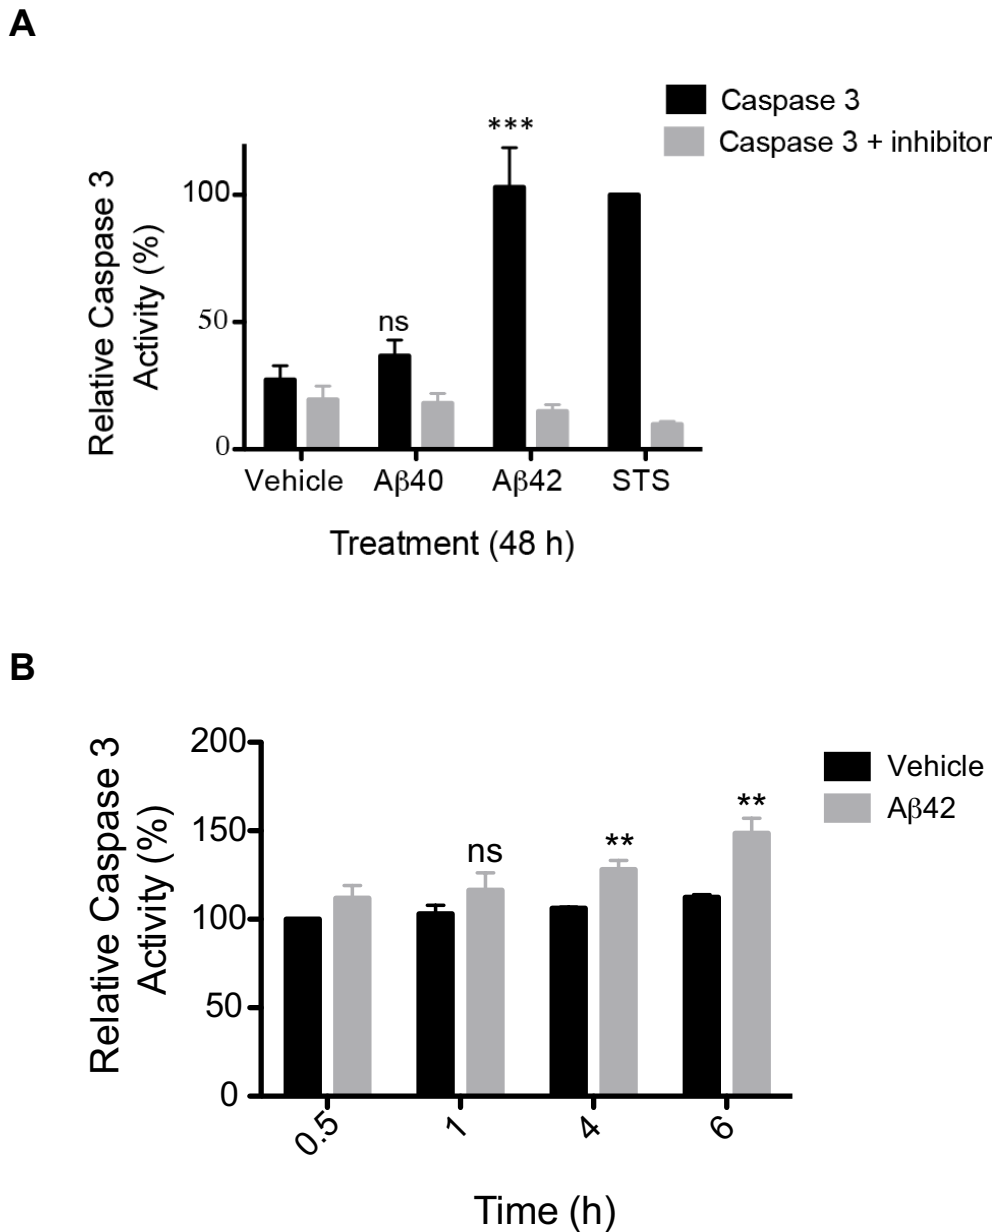 A
Caspase 3
Caspase 3 + inhibitor
***
ns
Relative Caspase 3
Activity (%)
100
50
0
Vehicle Aβ40 Aβ42 STS
Treatment (48 h)
B
Vehicle
Aβ42
Relative Caspase 3
Activity (%)
200
150
100
50
0
ns
**
**
0.5 1 4 6
Time (h)